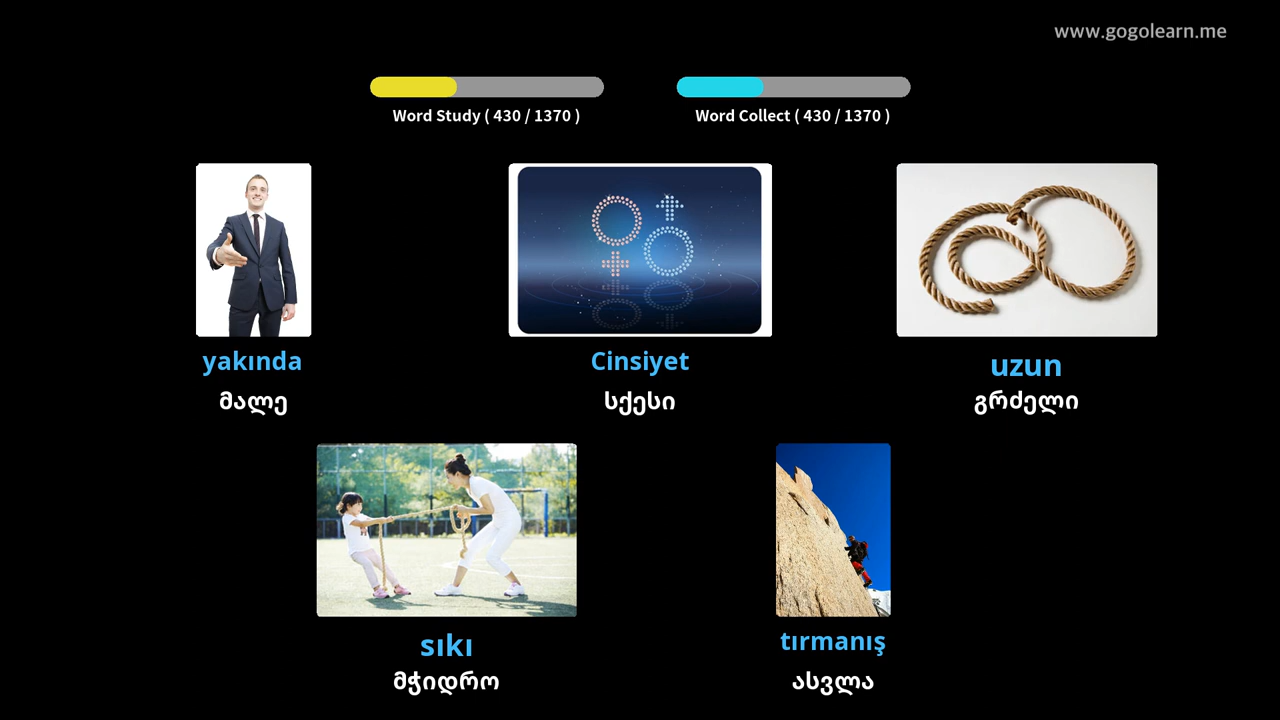 www.gogolearn.me
Word Study ( 430 / 1370 )
Word Collect ( 430 / 1370 )
yakında
Cinsiyet
uzun
მალე
სქესი
გრძელი
sıkı
tırmanış
მჭიდრო
ასვლა